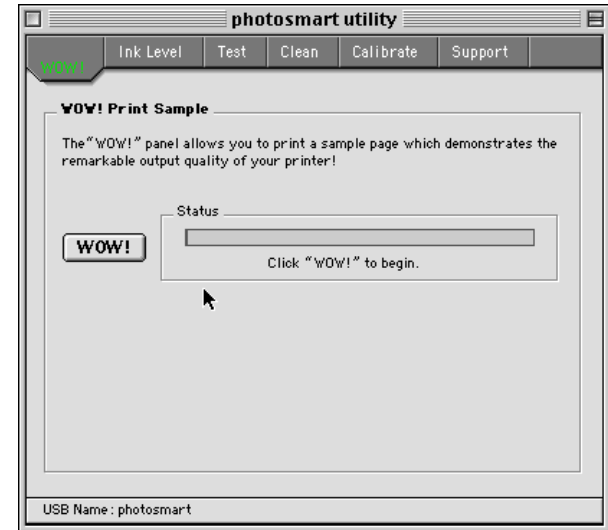 photosmart utility
WOW! Ink Level Test Clean Calibrate Support
WOW! Print Sample
The “WOW!” panel allows you to print a sample page which demonstrates the
remarkable output quality of your printer!
Status
WOW!
Click “WOW!” to begin.
USB Name : photosmart